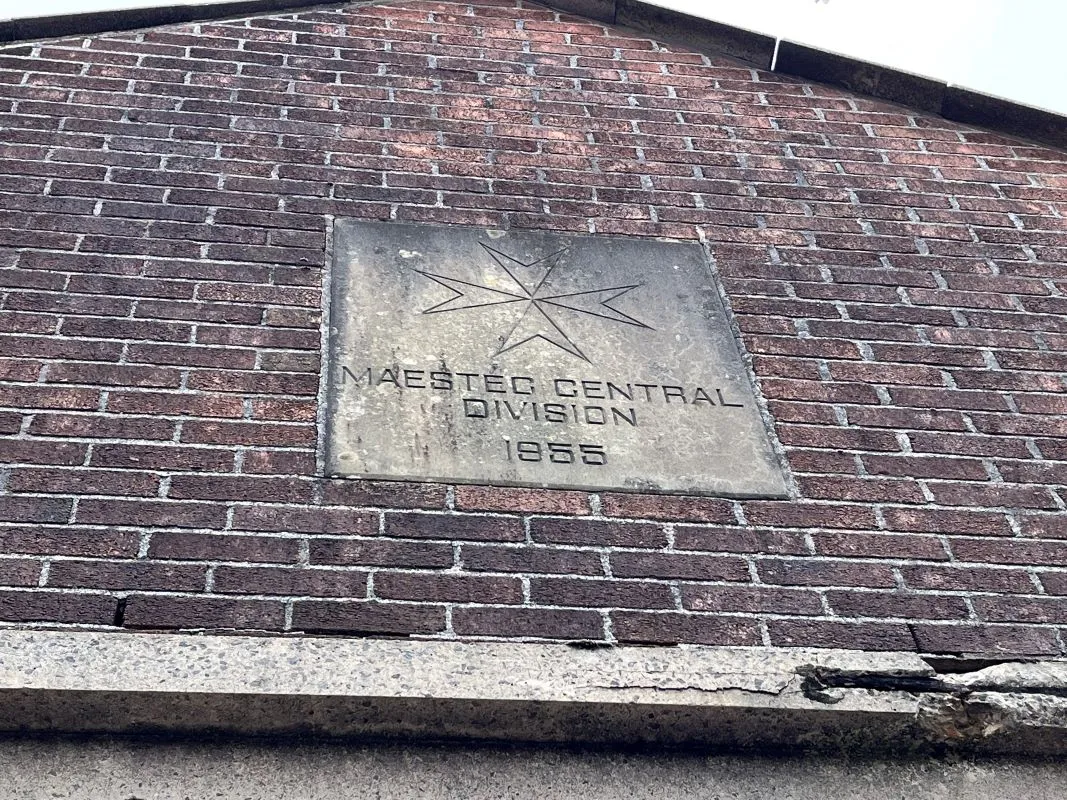 MAESTEG CENTRAL
DIVISION
1955